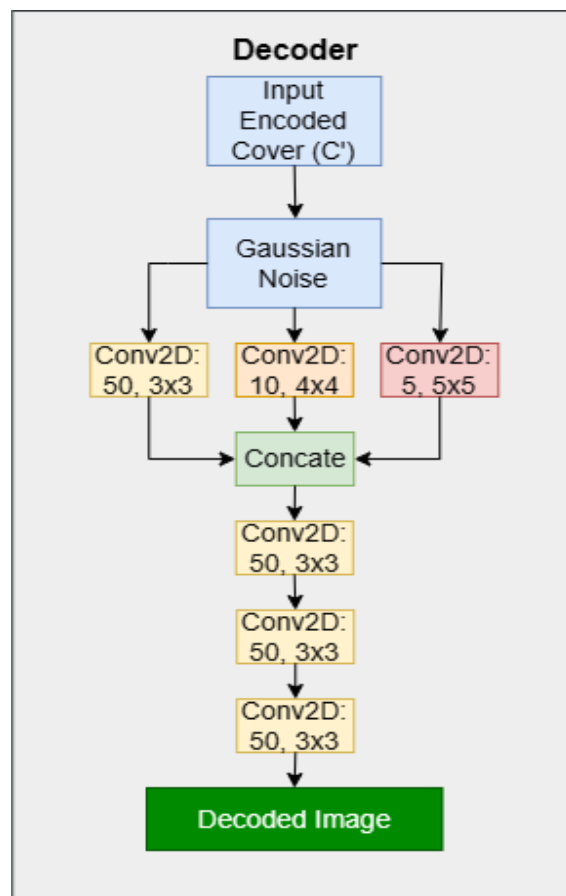 Decoder
Input
Encoded
Cover (C')
Gaussian
Noise
Conv2D:
50, 3x3
Conv2D:
10, 4x4
Conv2D:
5, 5x5
Concate
Conv2D:
50, 3x3
Conv2D:
50, 3x3
Conv2D:
50, 3x3
Decoded Image